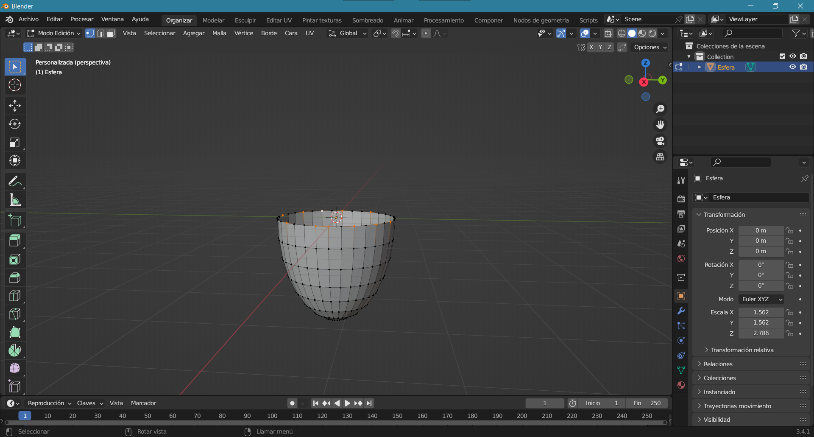 Blender
Archivo Editar Procesar Ventana Ayuda Organizar Modelar Esculpir Editar UV Pintar texturas Sombreado Animar Procesamiento Componer Nodos de geometría Scripts Scene ViewLayer
Modo Edición Vista Seleccionar Agregar Malla Vértice Borde Cara UV Global
X Y Z Opciones
Personalizada (perspectiva)
(1) Esfera
Z
Y
X
Colecciones de la escena
Collection
Esfera
Esfera
Esfera
Transformación
Posición X 0 m
Y 0 m
Z 0 m
Rotación X 0°
Y 0°
Z 0°
Modo Euler XYZ
Escala X 1.562
Y 1.562
Z 2.786
Transformación relativa
Relaciones
Colecciones
Instanciado
Trayectorias movimiento
Visibilidad
Reproducción Claves Vista Marcador 1 Inicio 1 Fin 250
1 10 20 30 40 50 60 70 80 90 100 110 120 130 140 150 160 170 180 190 200 210 220 230 240 250
Seleccionar Rotar vista Llamar menú 3.4.1